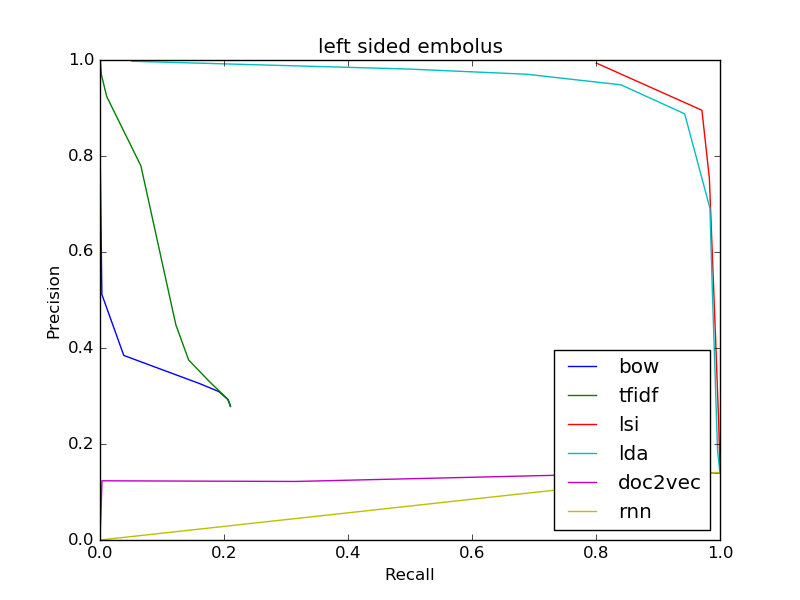 left sided embolus
1.0
0.8
0.6
0.4
0.2
0.0
Precision
bow
tfidf
lsi
lda
doc2vec
rnn
0.0 0.2 0.4 0.6 0.8 1.0
Recall